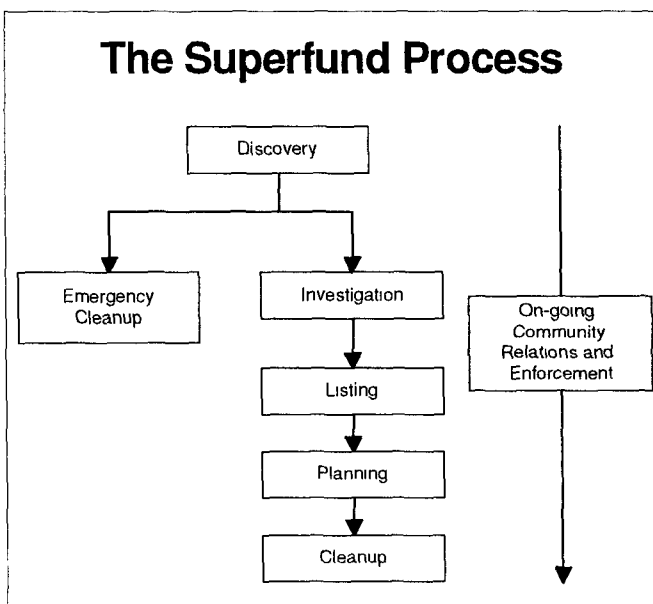 The Superfund Process
Discovery
Emergency
Cleanup
Investigation
On-going
Community
Relations and
Enforcement
Listing
Planning
Cleanup